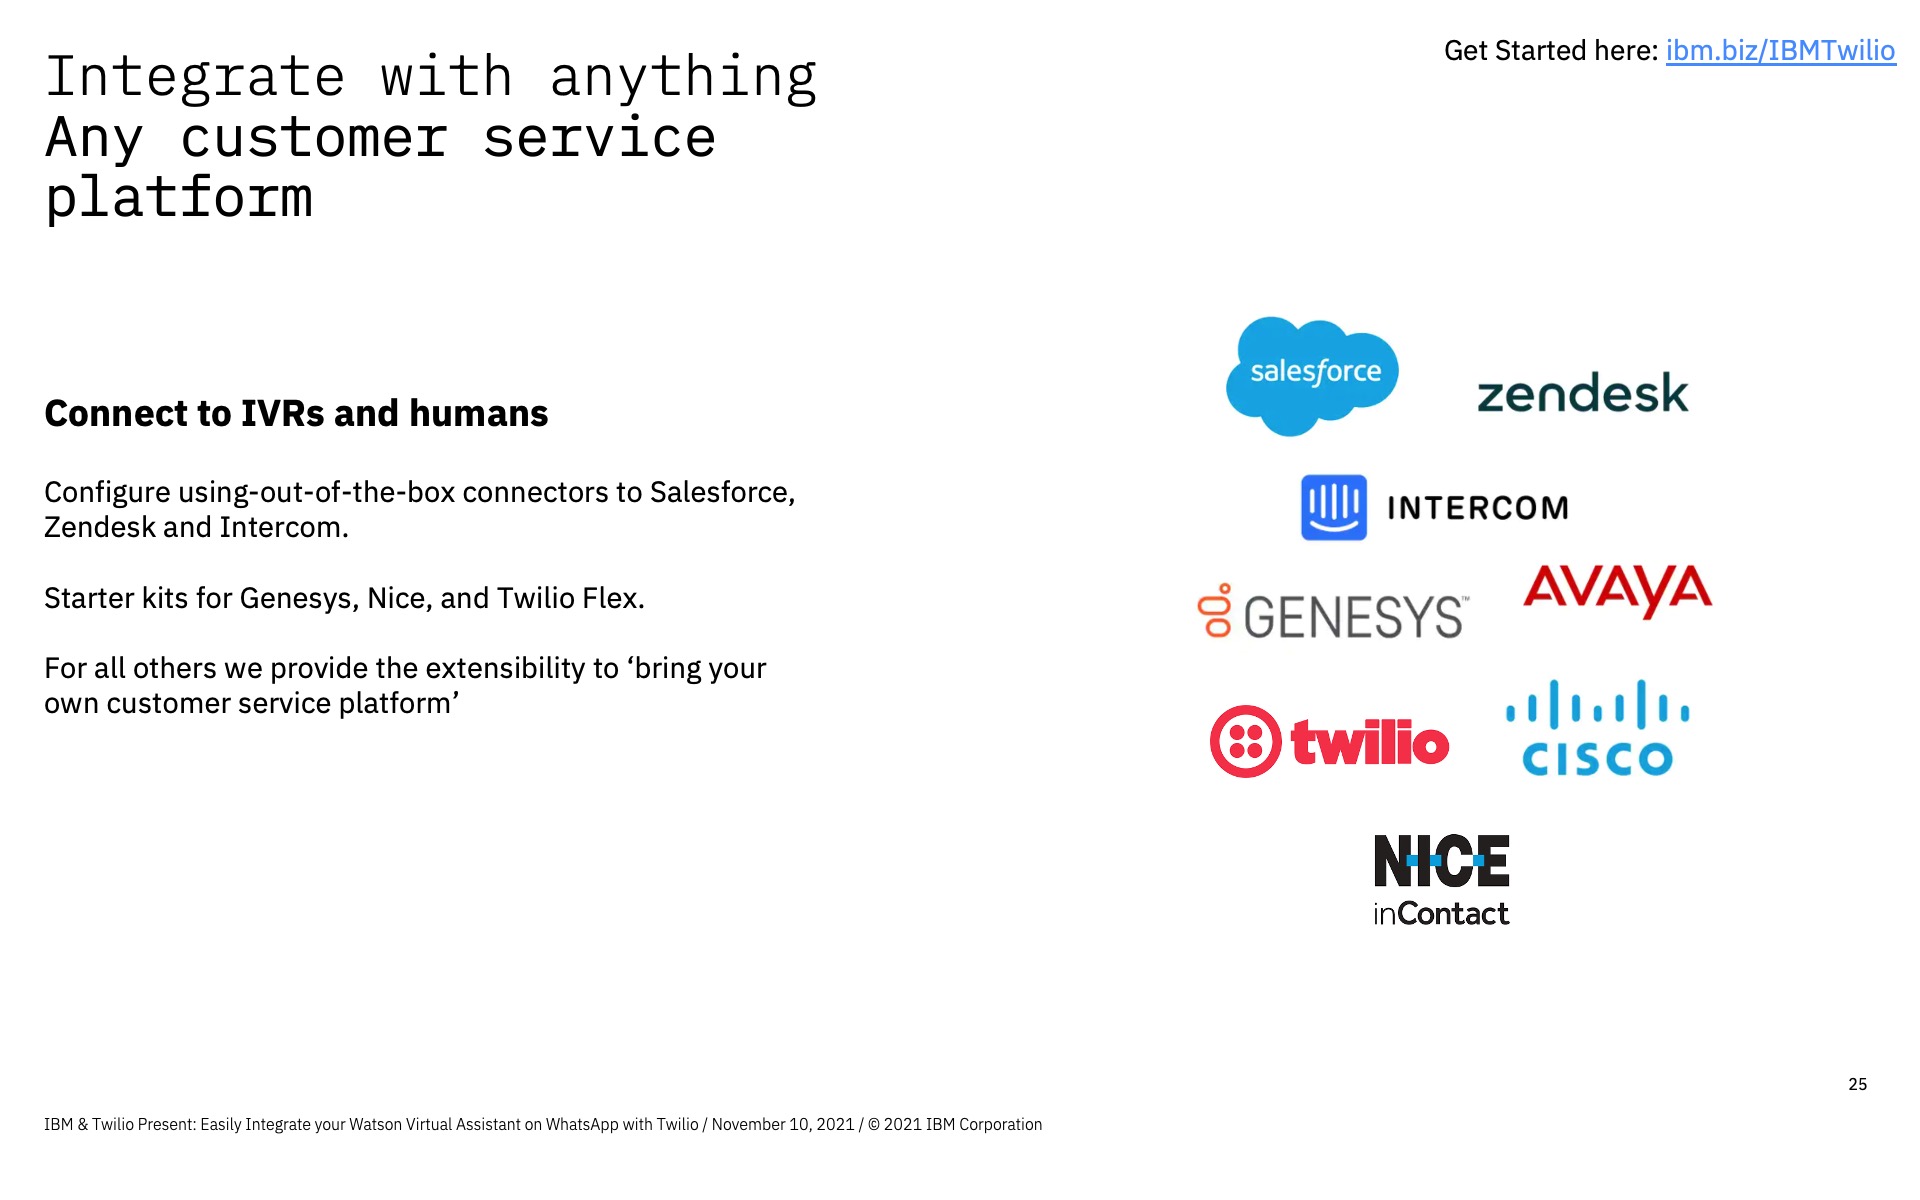 Integrate with anything
Any customer service
platform
Get Started here: ibm.biz/IBMTwilio
Connect to IVRs and humans
Configure using-out-of-the-box connectors to Salesforce,
Zendesk and Intercom.
Starter kits for Genesys, Nice, and Twilio Flex.
For all others we provide the extensibility to ‘bring your
own customer service platform’
salesforce
zendesk
INTERCOM
GENESYS™
AVAYA
twilio
CISCO
NICE
inContact
25
IBM & Twilio Present: Easily Integrate your Watson Virtual Assistant on WhatsApp with Twilio / November 10, 2021 / © 2021 IBM Corporation